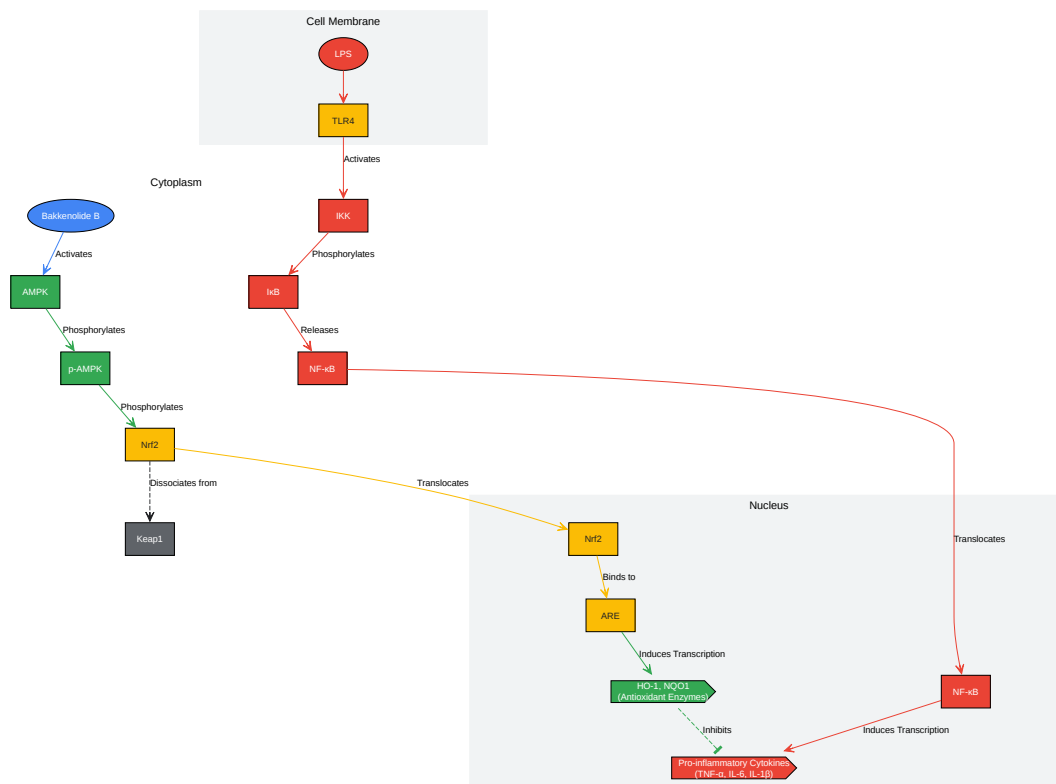 Cell Membrane
LPS
TLR4
Activates
Cytoplasm
Bakkenolide B
IKK
Activates
Phosphorylates
AMPK
IκB
Phosphorylates
Releases
p-AMPK
NF-κB
Phosphorylates
Nrf2
Dissociates from
Translocates
Nucleus
Keap1
Nrf2
Translocates
Binds to
ARE
Induces Transcription
HO-1, NQO1
(Antioxidant Enzymes)
NF-κB
Inhibits
Induces Transcription
Pro-inflammatory Cytokines
(TNF-α, IL-6, IL-1β)